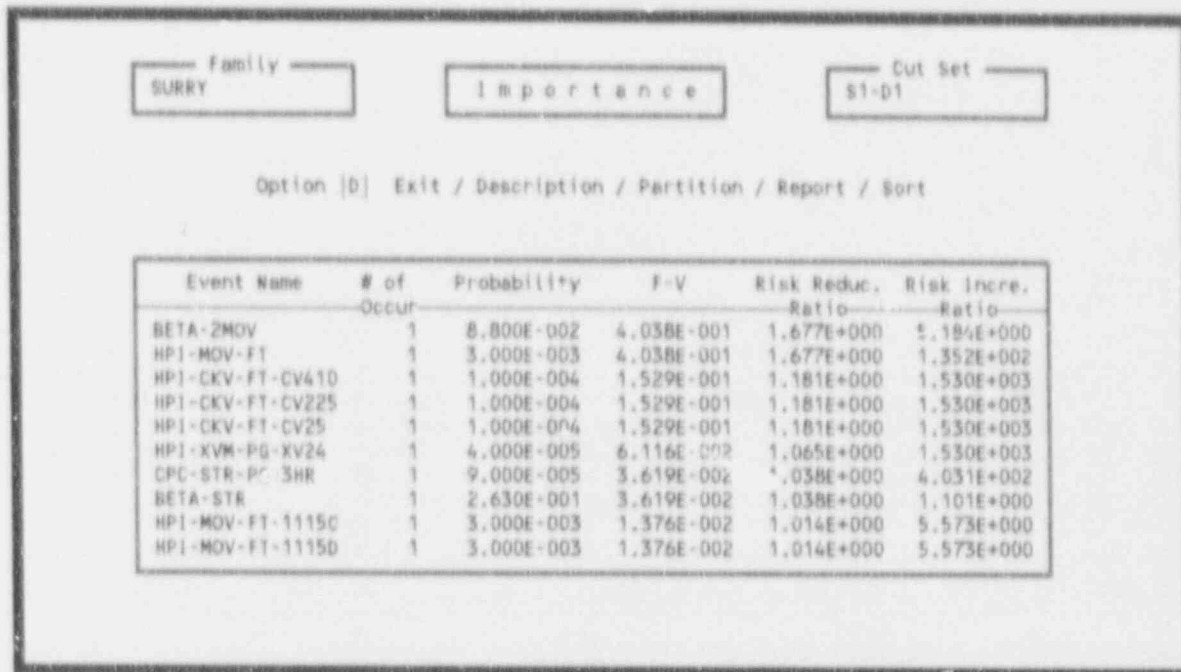 Family
SURRY
Importance
Cut Set
S1-D1
Option |D| Exit / Description / Partition / Report / Sort
Event Name # of Occur Probability F-V Risk Reduc. Ratio Risk Incre. Ratio
BETA-2MOV 1 8.800E-002 4.038E-001 1.677E+000 5.184E+000
HPI-MOV-FT 1 3.000E-003 4.038E-001 1.677E+000 1.352E+002
HPI-CKV-FT-CV410 1 1.000E-004 1.529E-001 1.181E+000 1.530E+003
HPI-CKV-FT-CV225 1 1.000E-004 1.529E-001 1.181E+000 1.530E+003
HPI-CKV-FT-CV25 1 1.000E-004 1.529E-001 1.181E+000 1.530E+003
HPI-XVM-PG-XV24 1 4.000E-005 6.116E-002 1.065E+000 1.530E+003
1 9.000E-005 3.619E-002 4.031E+002
BETA-STR 1 2.630E-001 3.619E-002 1.038E+000 1.101E+000
HPI-MOV-FT-1115C 1 3.000E-003 1.376E-002 1.014E+000 5.573E+000
HPI-MOV-FT-1115D 1 3.000E-003 1.376E-002 1.014E+000 5.573E+000